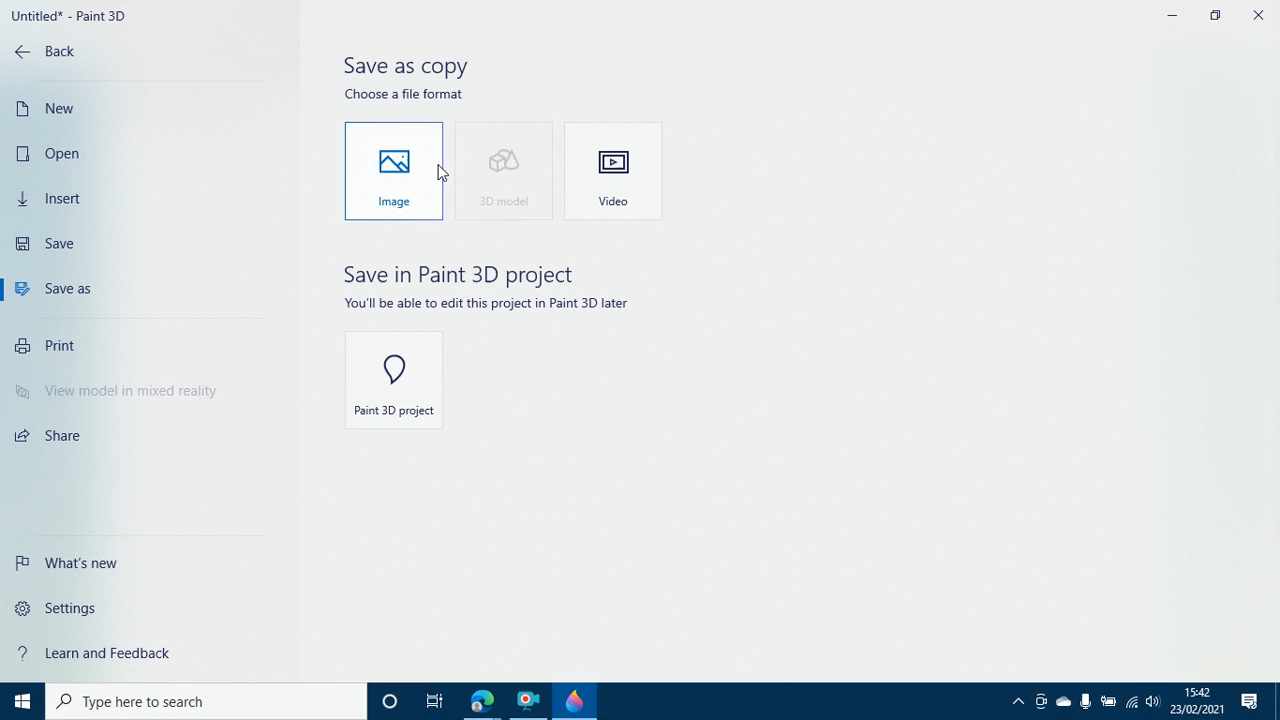 Untitled* - Paint 3D
Back
New
Open
Insert
Save
Save as
Print
View model in mixed reality
Share
What's new
Settings
Learn and Feedback
Save as copy
Choose a file format
Image
3D model
Video
Save in Paint 3D project
You'll be able to edit this project in Paint 3D later
Paint 3D project
Type here to search
15:42
23/02/2021